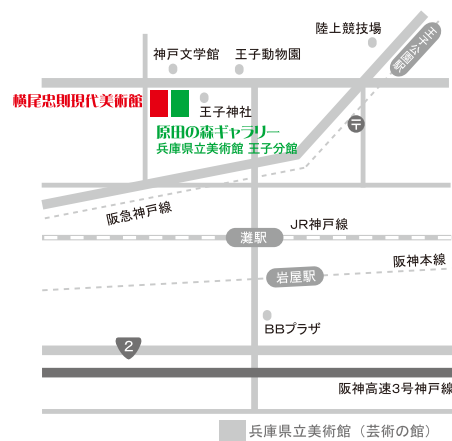 陸上競技場
王子公園駅
神戸文学館
王子動物園
横尾忠則現代美術館
王子神社
〒
原田の森ギャラリー
兵庫県立美術館 王子分館
阪急神戸線
JR神戸線
灘駅
阪神本線
岩屋駅
BBプラザ
2
阪神高速3号神戸線
兵庫県立美術館（芸術の館）